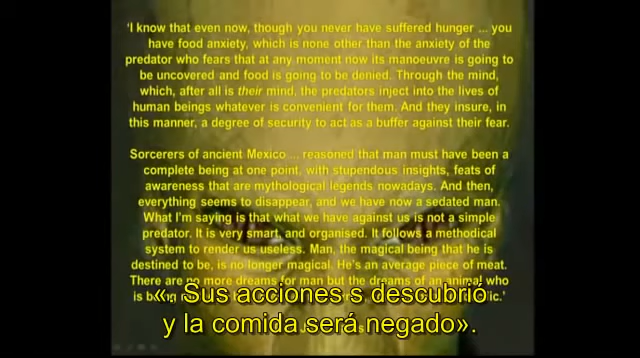 'I know that even now, though you never have suffered hunger ... you
have food anxiety, which is none other than the anxiety of the
predator who fears that at any moment now its manoeuvre is going to
be uncovered and food is going to be denied. Through the mind,
which, after all is their mind, the predators inject into the lives of
human beings whatever is convenient for them. And they insure, in
this manner, a degree of security to act as a buffer against their fear.
Sorcerers of ancient Mexico ... reasoned that man must have been a
complete being at one point, with stupendous insights, feats of
awareness that are mythological legends nowadays. And then,
everything seems to disappear, and we have now a sedated man.
What I'm saying is that what we have against us is not a simple
predator. It is very smart, and organised. It follows a methodical
system to render us useless. Man, the magical being that he is
destined to be, is no longer magical. He's an average piece of meat.
There are no more dreams for man but the dreams of an animal who
is being
«. Sus acciones s descubrió
y la comida será negado».